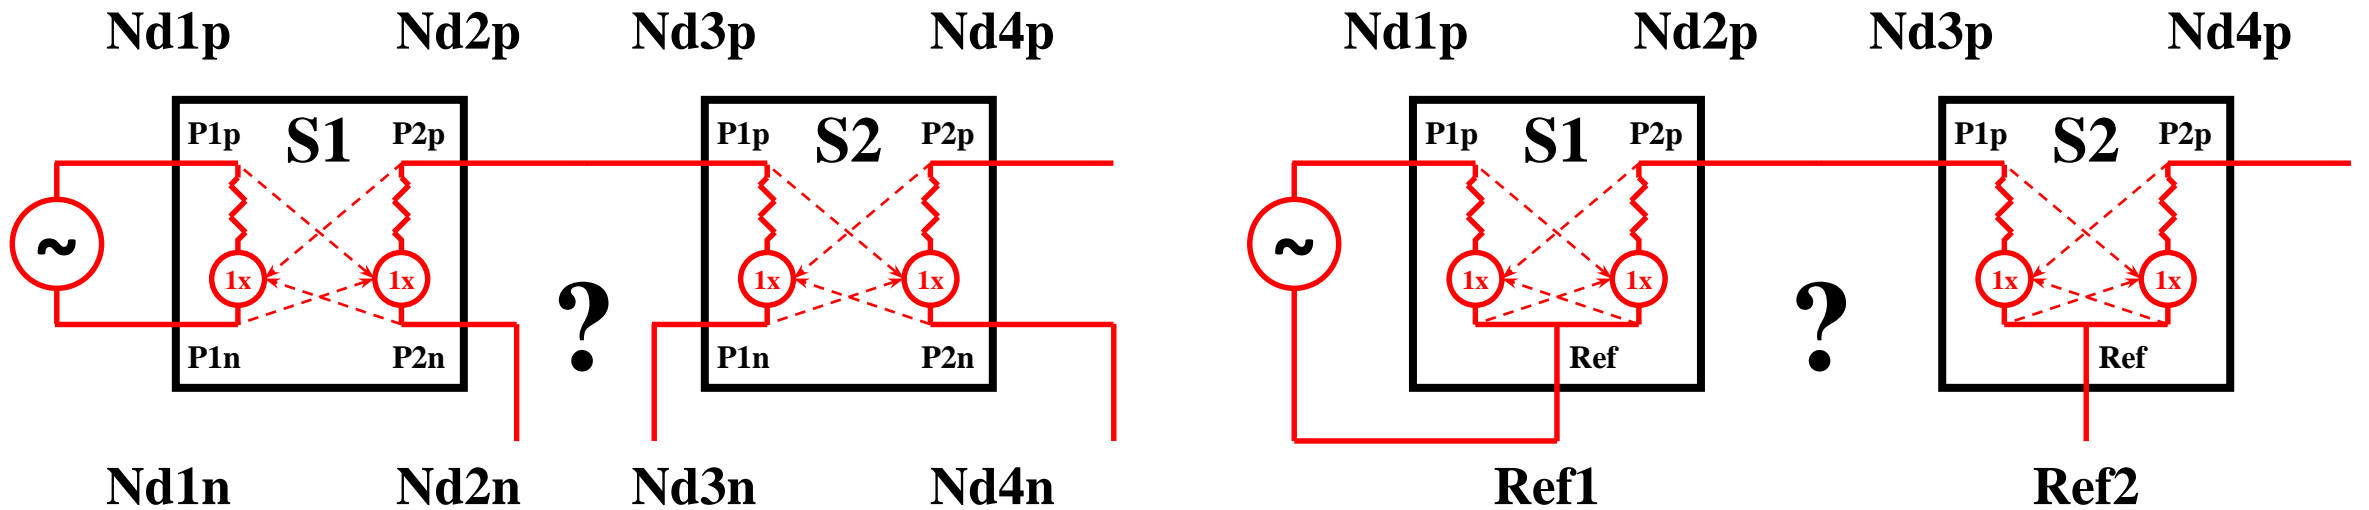 Nd1p Nd2p Nd3p Nd4p Nd1p Nd2p Nd3p Nd4p
P1p S1 P2p P1p S2 P2p P1p S1 P2p P1p S2 P2p
~ 1x 1x 1x 1x ~ 1x 1x 1x 1x
? ?
P1n P2n P1n P2n Ref Ref
Nd1n Nd2n Nd3n Nd4n Ref1 Ref2